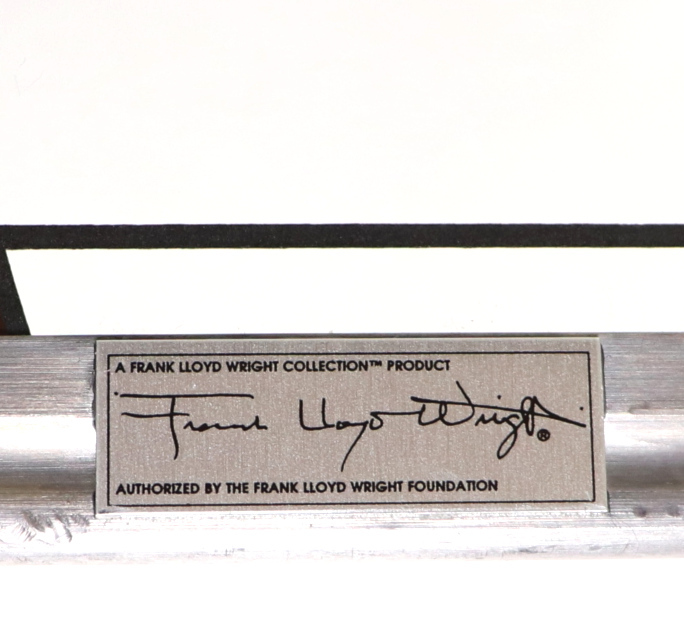 A FRANK LLOYD WRIGHT COLLECTION™ PRODUCT
Frank Lloyd Wright®
AUTHORIZED BY THE FRANK LLOYD WRIGHT FOUNDATION